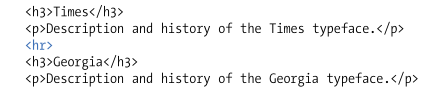 <h3>Times</h3>
<p>Description and history of the Times typeface.</p>
<hr>
<h3>Georgia</h3>
<p>Description and history of the Georgia typeface.</p>